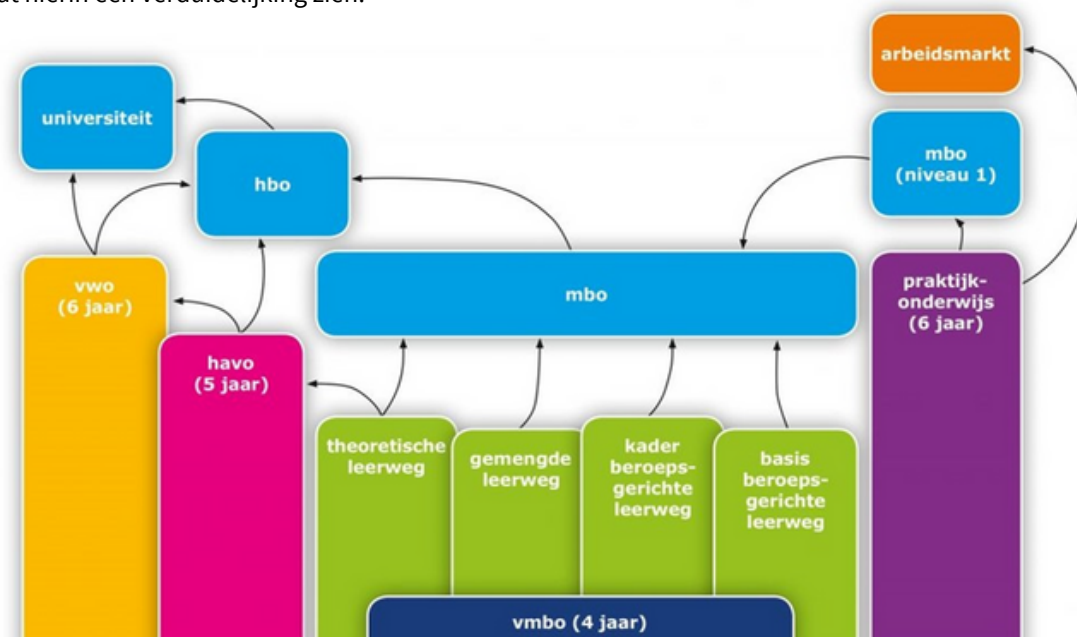 arbeidsmarkt
universiteit
mbo
(niveau 1)
hbo
vwo
(6 jaar)
mbo
praktijk-
onderwijs
(6 jaar)
havo
(5 jaar)
theoretische
leerweg
gemengde
leerweg
kader
beroeps-
gerichte
leerweg
basis
beroeps-
gerichte
leerweg
vmbo (4 jaar)